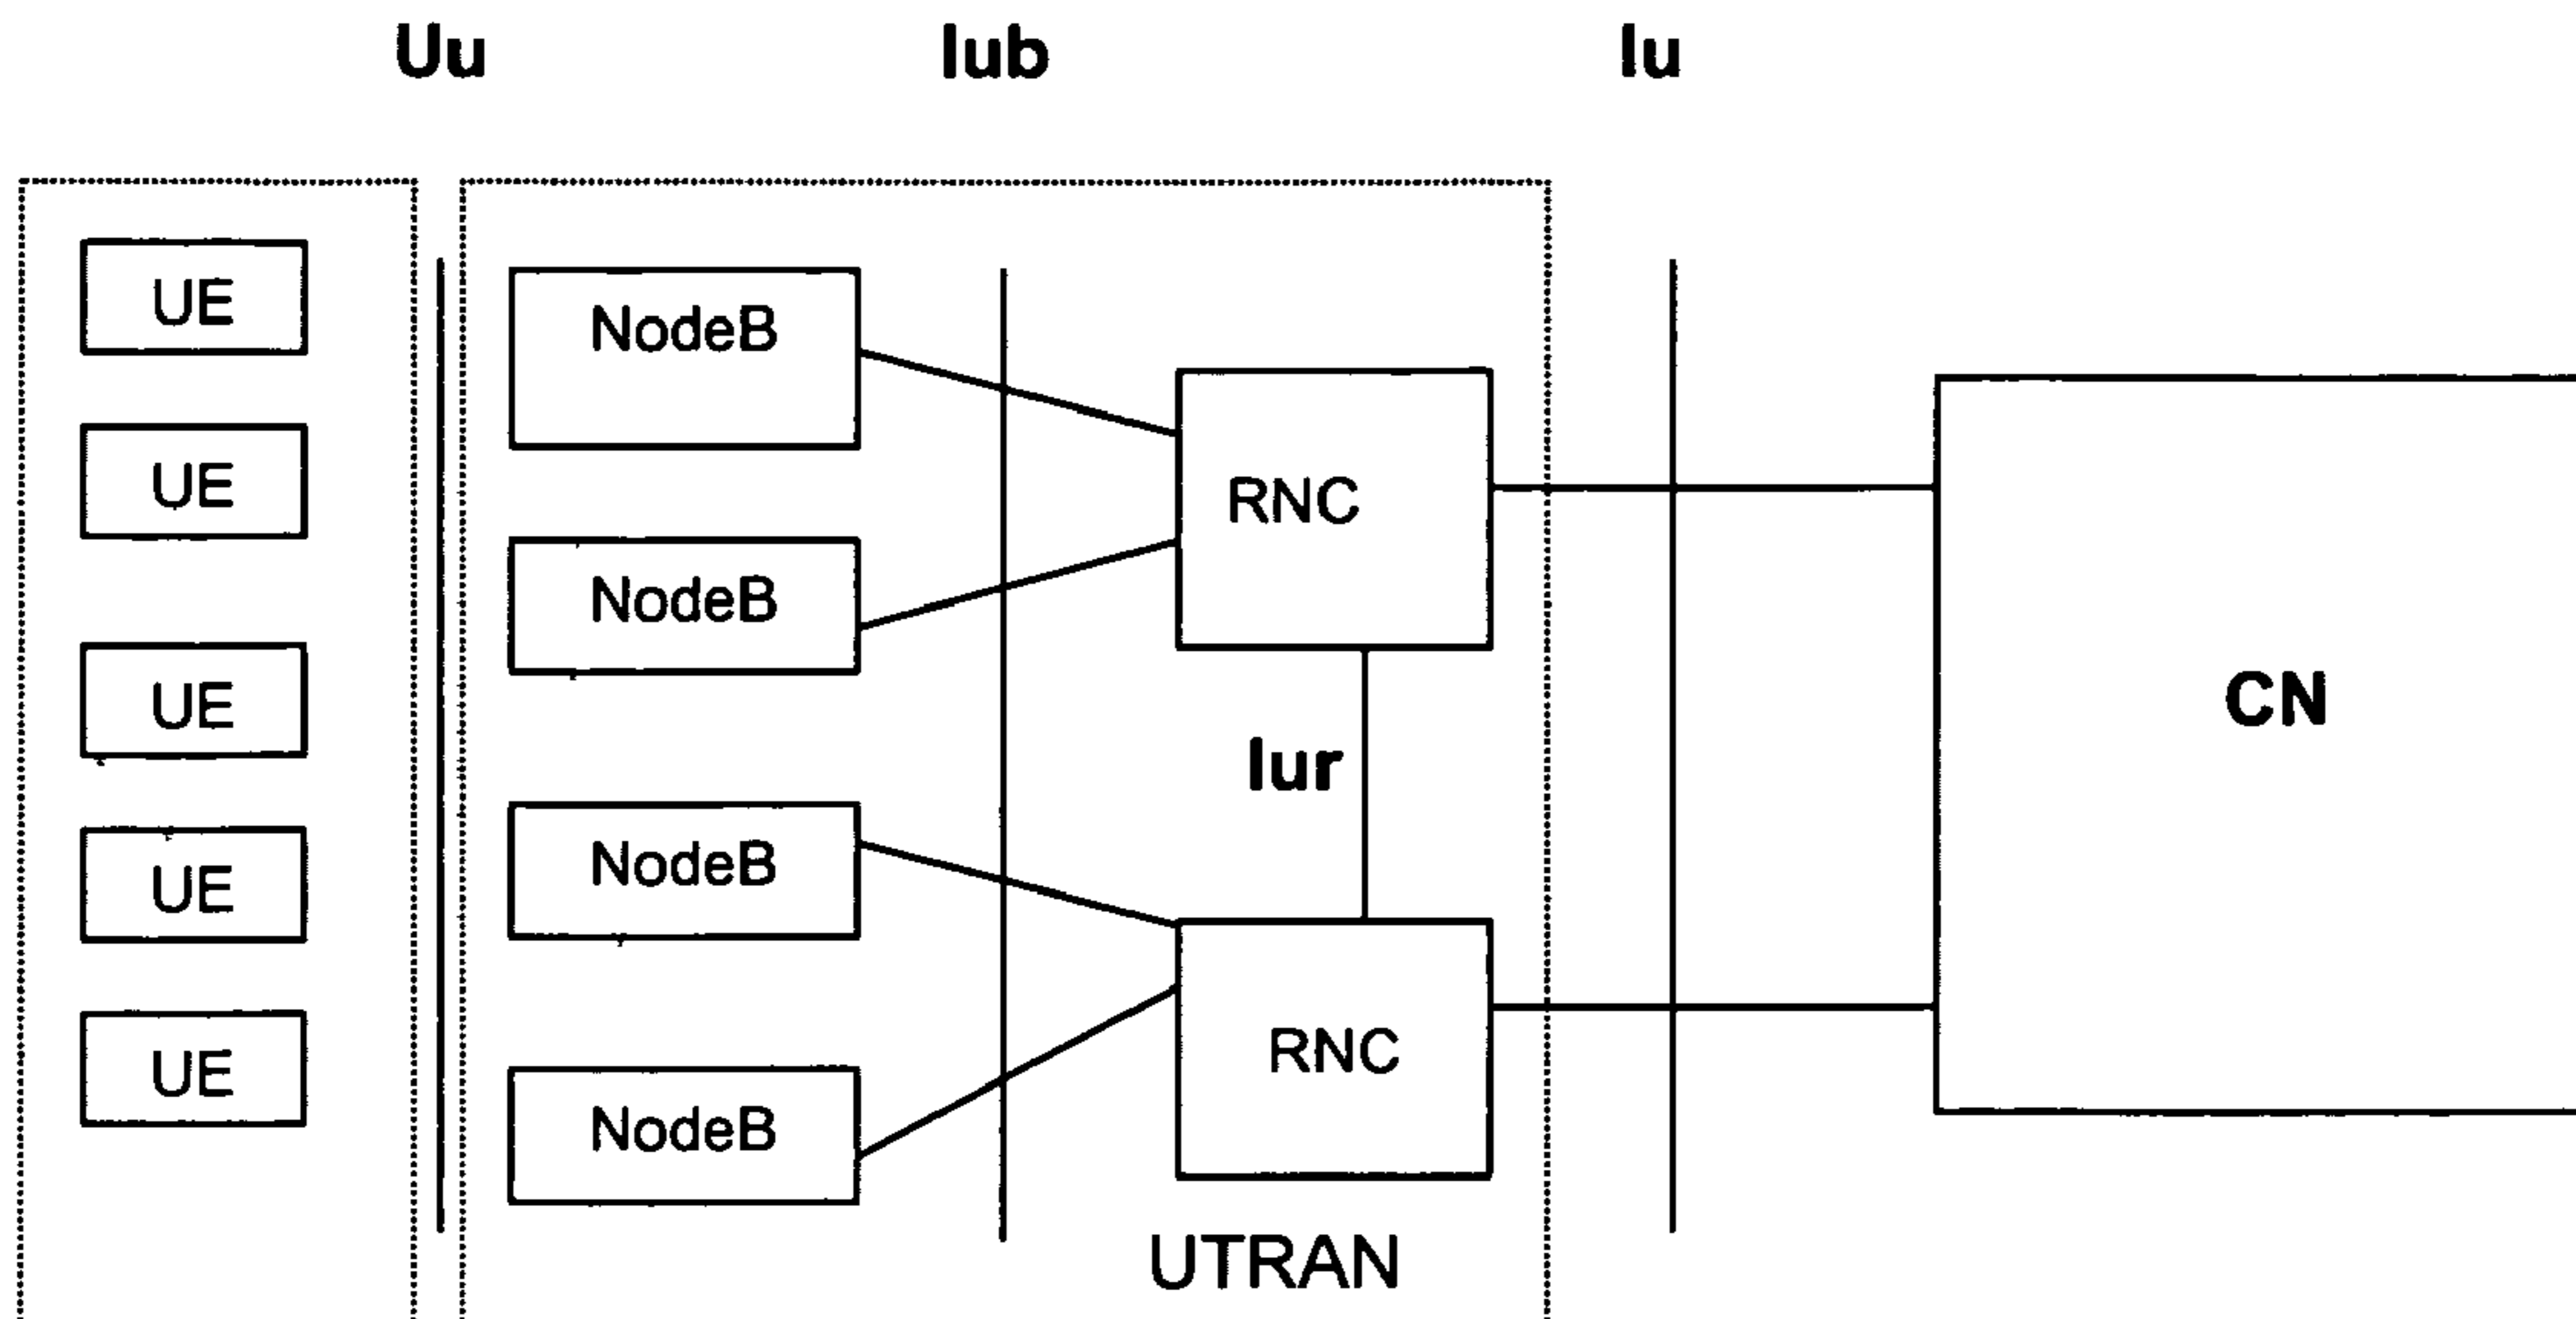 Uu
Iub
Iu
UE
UE
UE
UE
UE
NodeB
NodeB
NodeB
NodeB
RNC
Iur
RNC
UTRAN
CN